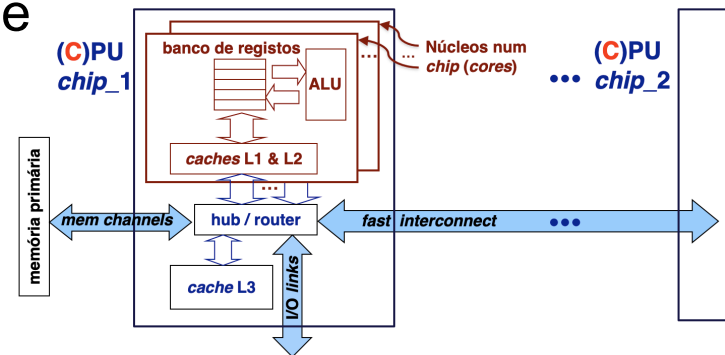 e
(C)PU
chip_1
banco de registos
ALU
...
...
Núcleos num
chip (cores)
...
(C)PU
chip_2
caches L1 & L2
...
memória primária
mem channels
hub / router
fast interconnect
...
cache L3
I/O links